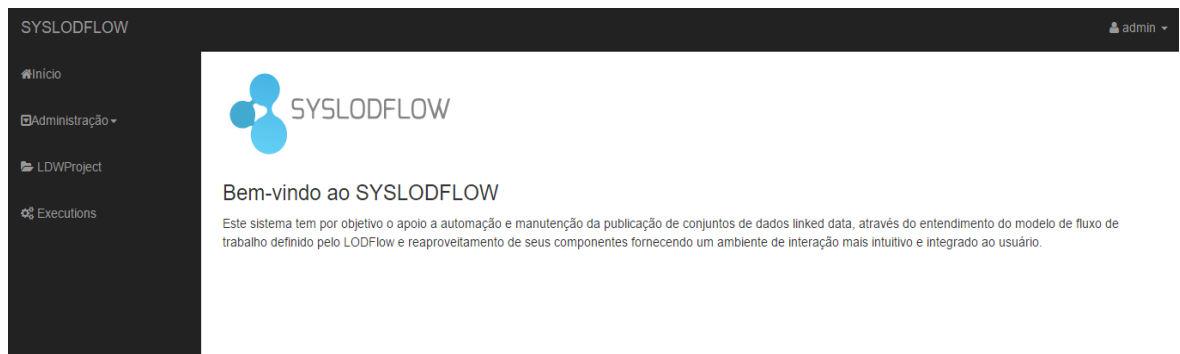 SYSLODFLOW
admin
Início
Administração
LDWProject
Executions
SYSLODFLOW
Bem-vindo ao SYSLODFLOW
Este sistema tem por objetivo o apoio a automação e manutenção da publicação de conjuntos de dados linked data, através do entendimento do modelo de fluxo de
trabalho definido pelo LODFlow e reaproveitamento de seus componentes fornecendo um ambiente de interação mais intuitivo e integrado ao usuário.